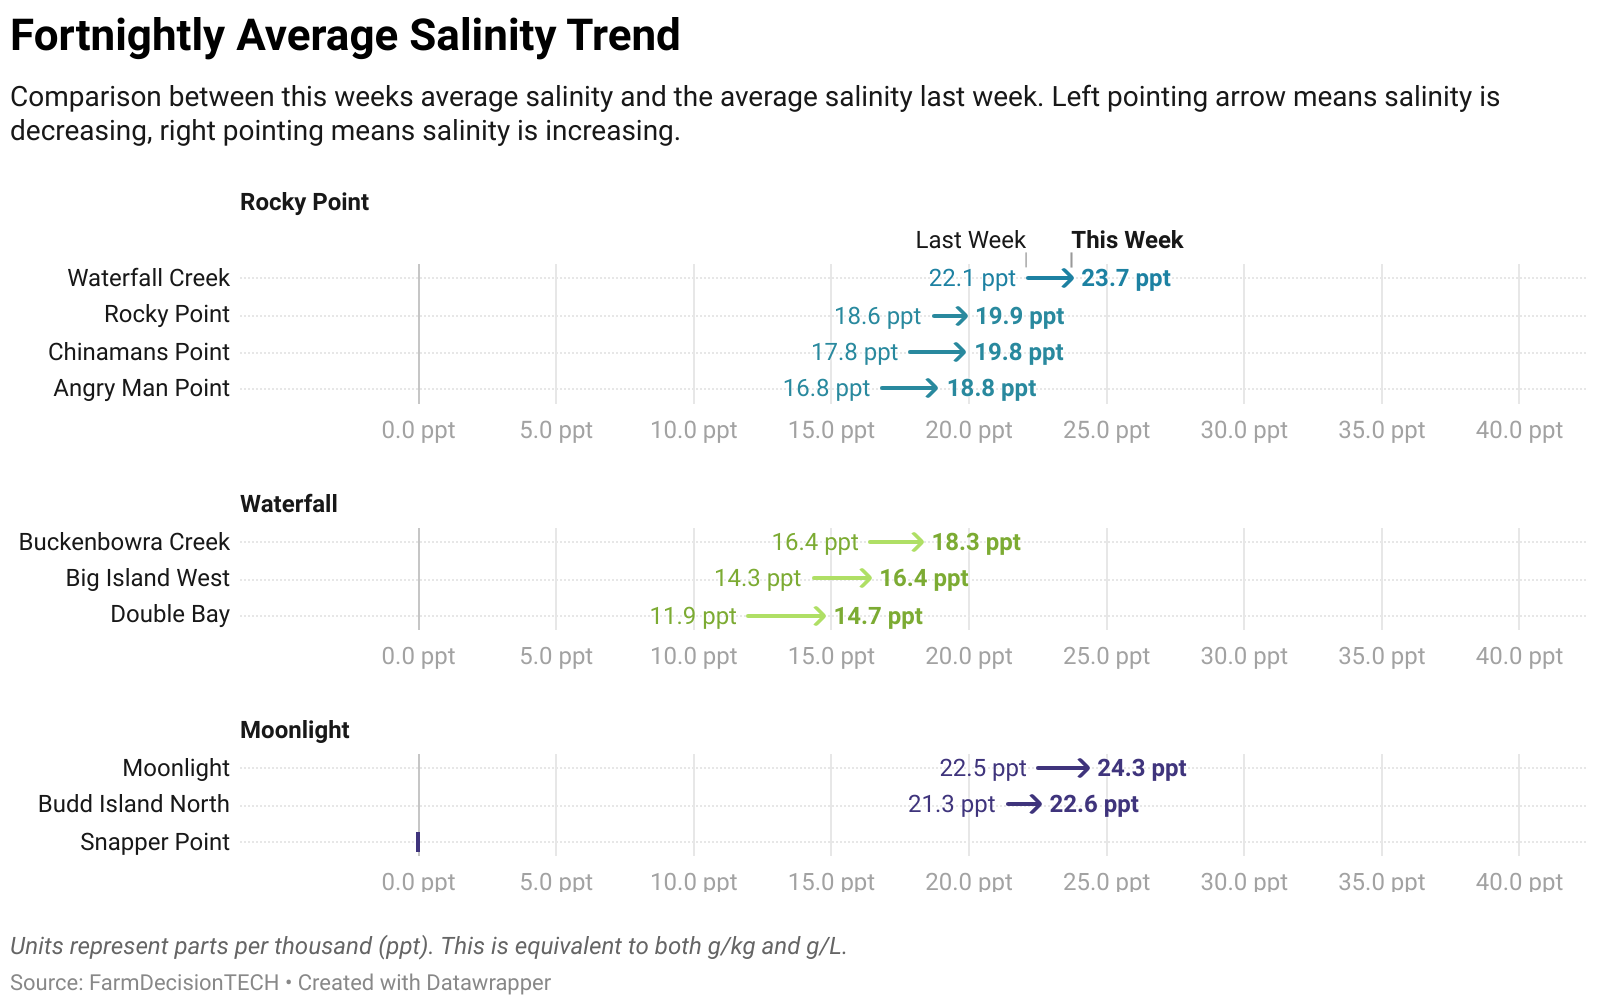 Fortnightly Average Salinity Trend
Comparison between this weeks average salinity and the average salinity last week. Left pointing arrow means salinity is
decreasing, right pointing means salinity is increasing.
Rocky Point
Last Week This Week
Waterfall Creek 22.1 ppt 23.7 ppt
Rocky Point 18.6 ppt 19.9 ppt
Chinamans Point 17.8 ppt 19.8 ppt
Angry Man Point 16.8 ppt 18.8 ppt
0.0 ppt 5.0 ppt 10.0 ppt 15.0 ppt 20.0 ppt 25.0 ppt 30.0 ppt 35.0 ppt 40.0 ppt
Waterfall
Buckenbowra Creek 16.4 ppt 18.3 ppt
Big Island West 14.3 ppt 16.4 ppt
Double Bay 11.9 ppt 14.7 ppt
0.0 ppt 5.0 ppt 10.0 ppt 15.0 ppt 20.0 ppt 25.0 ppt 30.0 ppt 35.0 ppt 40.0 ppt
Moonlight
Moonlight 22.5 ppt 24.3 ppt
Budd Island North 21.3 ppt 22.6 ppt
Snapper Point
0.0 ppt 5.0 ppt 10.0 ppt 15.0 ppt 20.0 ppt 25.0 ppt 30.0 ppt 35.0 ppt 40.0 ppt
Units represent parts per thousand (ppt). This is equivalent to both g/kg and g/L.
Source: FarmDecisionTECH • Created with Datawrapper